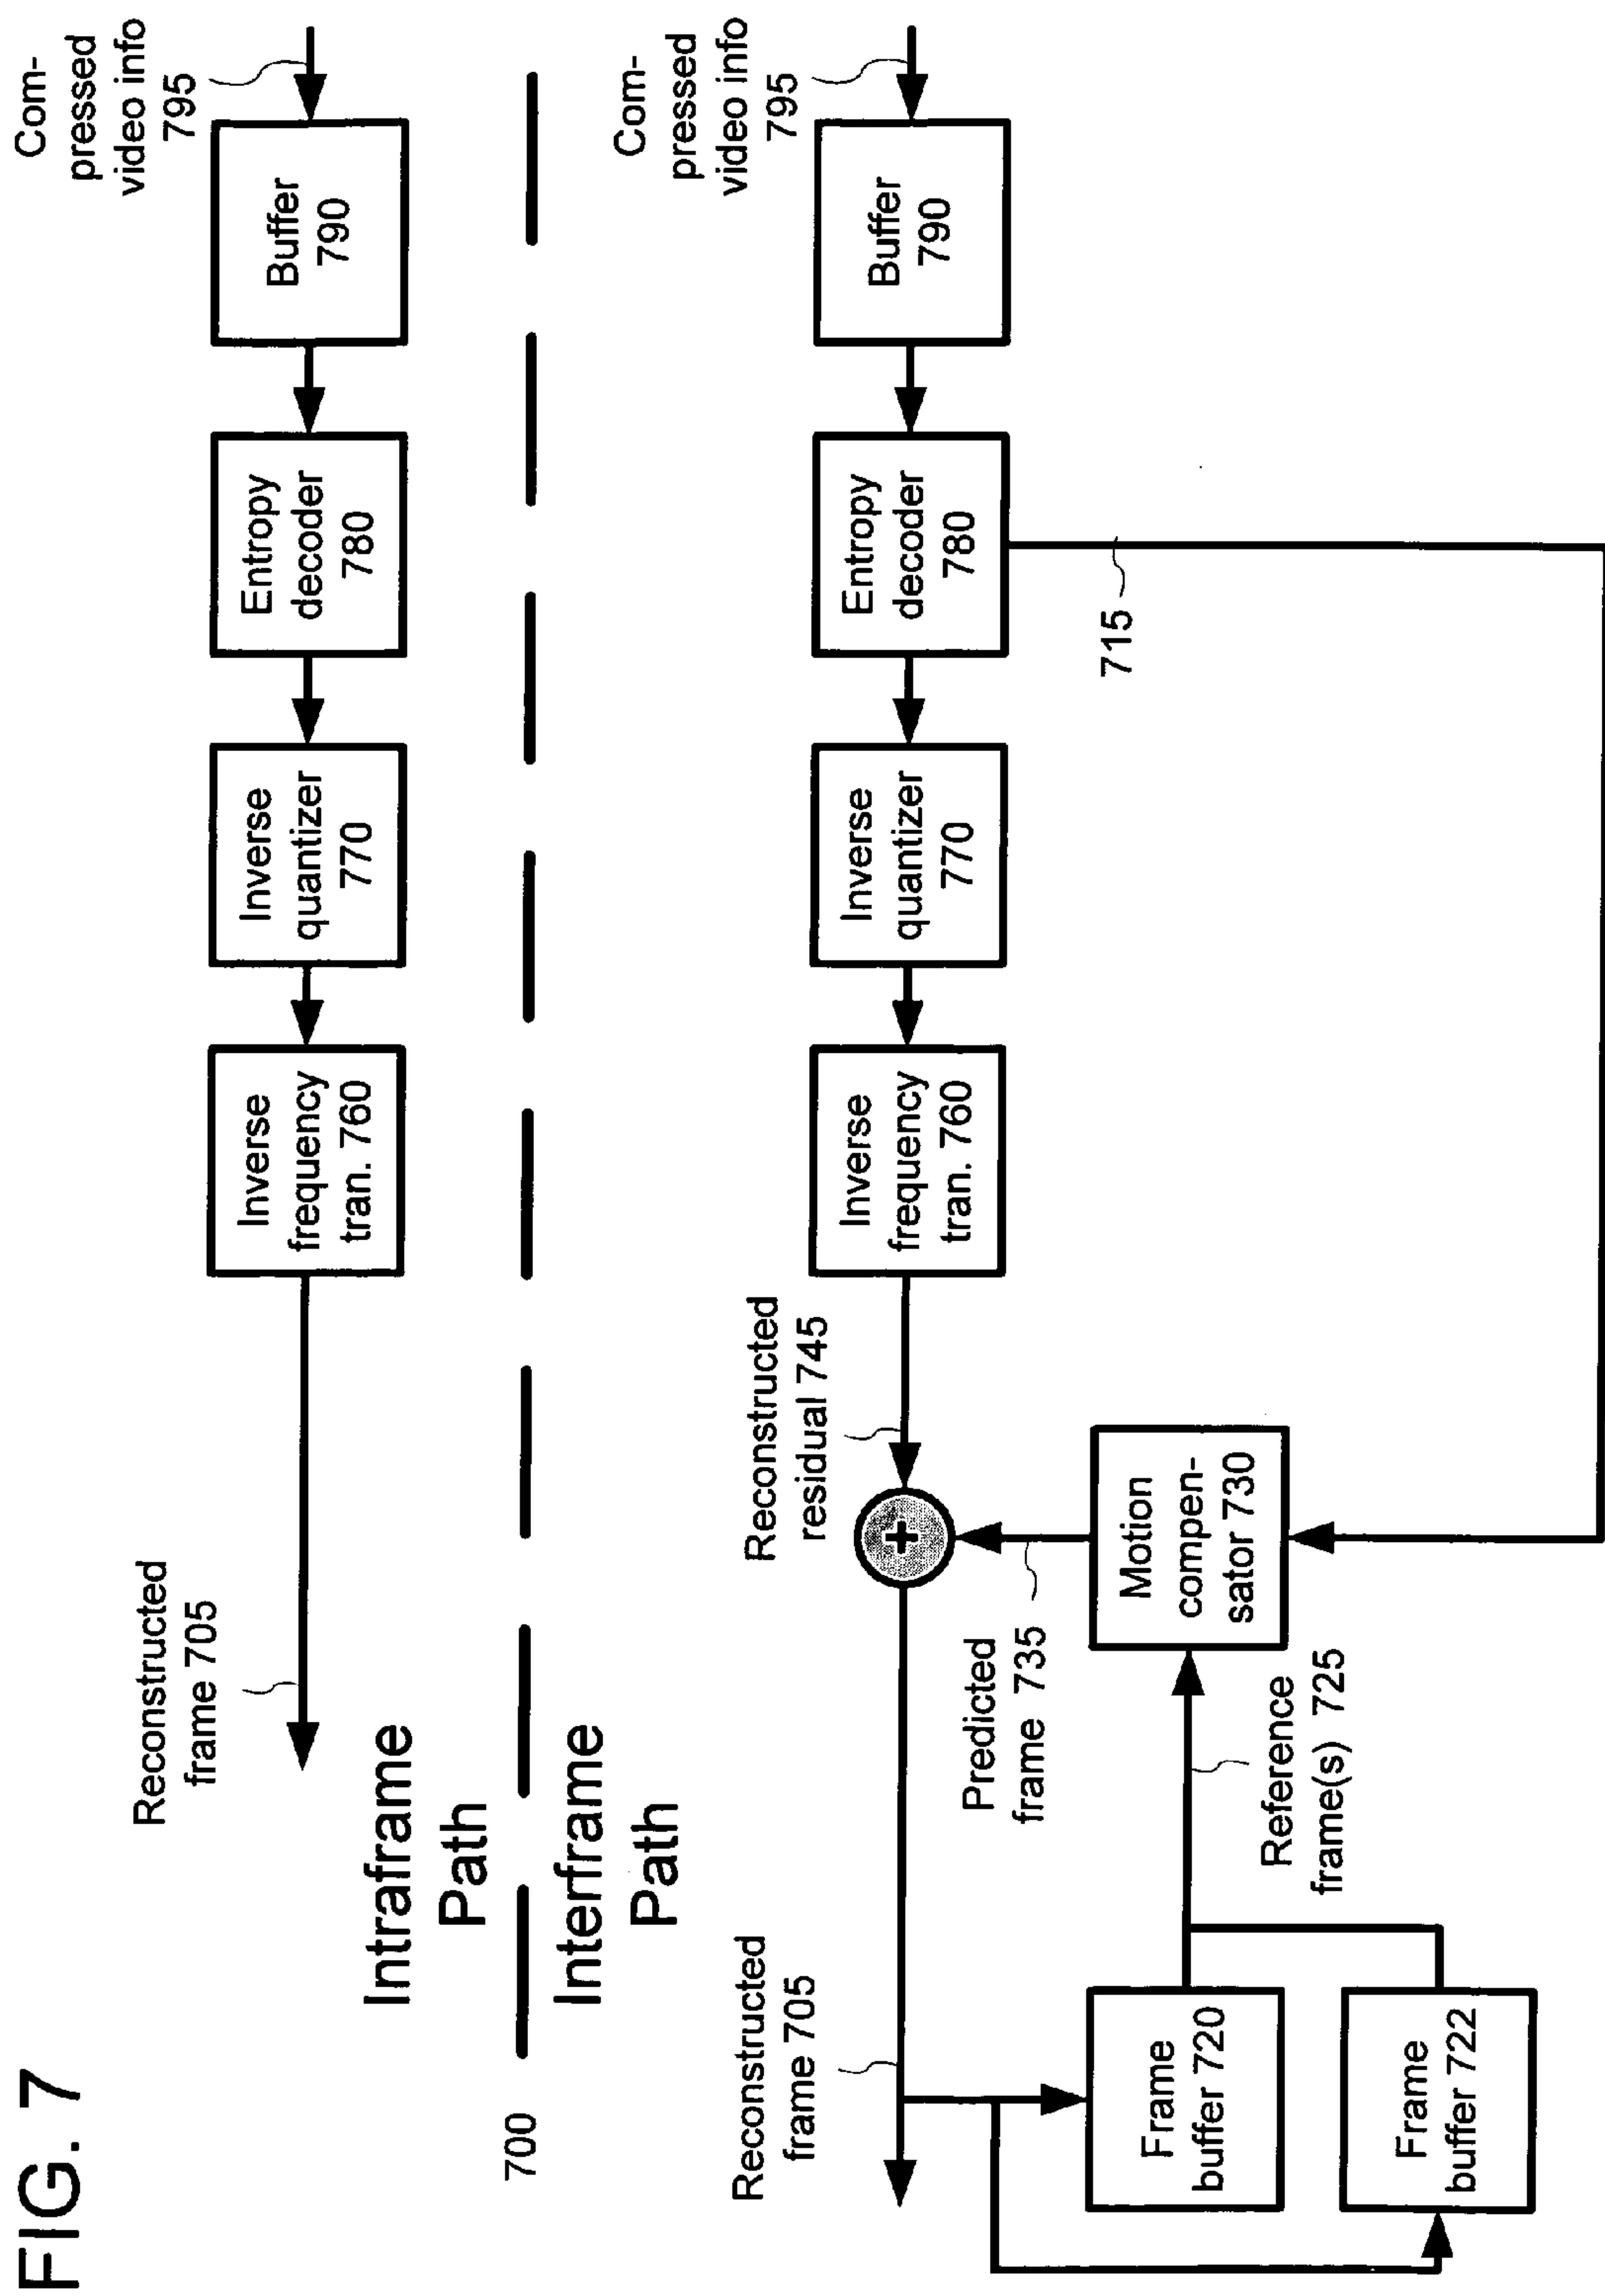 FIG. 7
700
Reconstructed
frame 705
Inverse
frequency
tran. 760
Inverse
quantizer
770
Entropy
decoder
780
Buffer
790
Com-
pressed
video info
795
Intraframe
Path
Interframe
Path
Reconstructed
frame 705
Reconstructed
residual 745
Inverse
frequency
tran. 760
Inverse
quantizer
770
Entropy
decoder
780
Buffer
790
Com-
pressed
video info
795
+
715
Predicted
frame 735
Motion
compen-
sator 730
Reference
frame(s) 725
Frame
buffer 720
Frame
buffer 722